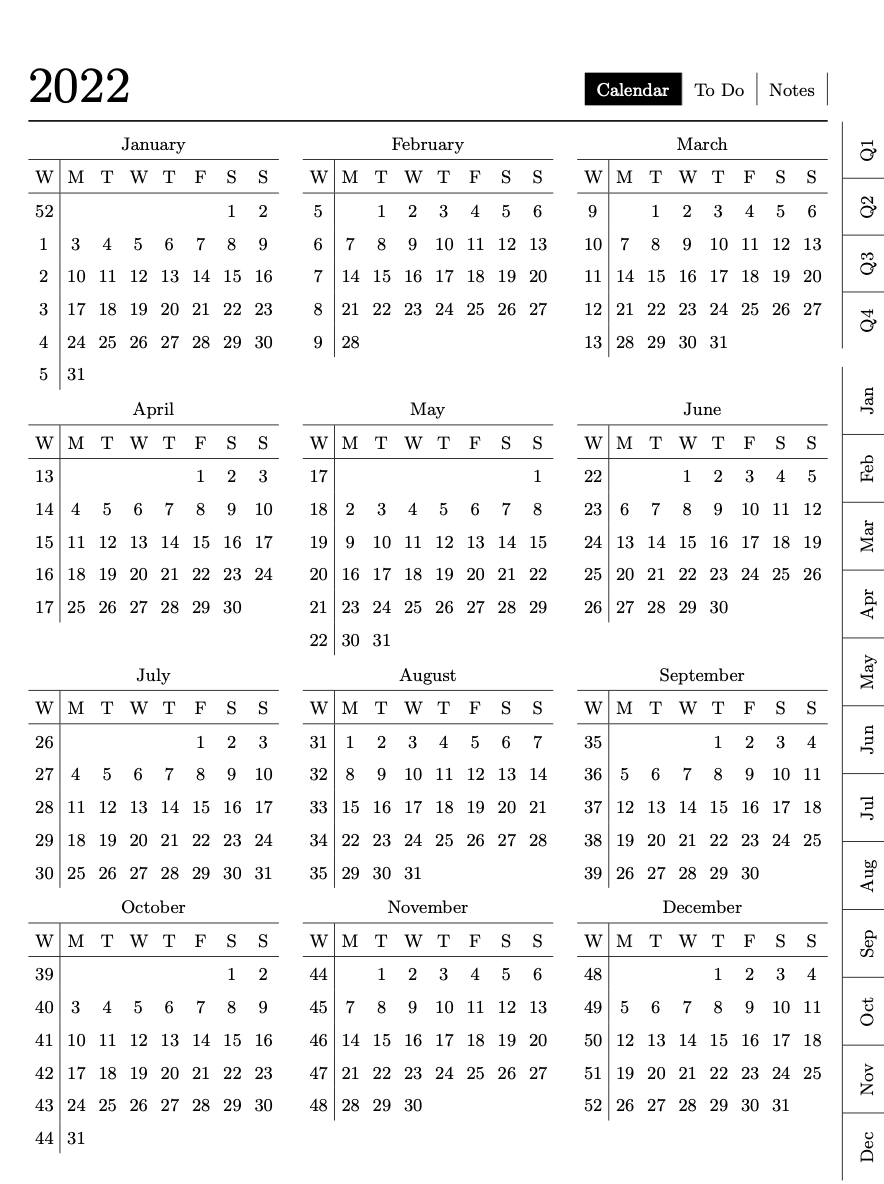 2022
Calendar To Do Notes
January
W M T W T F S S
52 1 2
1 3 4 5 6 7 8 9
2 10 11 12 13 14 15 16
3 17 18 19 20 21 22 23
4 24 25 26 27 28 29 30
5 31
February
W M T W T F S S
5 1 2 3 4 5 6
6 7 8 9 10 11 12 13
7 14 15 16 17 18 19 20
8 21 22 23 24 25 26 27
9 28
March
W M T W T F S S
9 1 2 3 4 5 6
10 7 8 9 10 11 12 13
11 14 15 16 17 18 19 20
12 21 22 23 24 25 26 27
13 28 29 30 31
April
W M T W T F S S
13 1 2 3
14 4 5 6 7 8 9 10
15 11 12 13 14 15 16 17
16 18 19 20 21 22 23 24
17 25 26 27 28 29 30
May
W M T W T F S S
17 1
18 2 3 4 5 6 7 8
19 9 10 11 12 13 14 15
20 16 17 18 19 20 21 22
21 23 24 25 26 27 28 29
22 30 31
June
W M T W T F S S
22 1 2 3 4 5
23 6 7 8 9 10 11 12
24 13 14 15 16 17 18 19
25 20 21 22 23 24 25 26
26 27 28 29 30
July
W M T W T F S S
26 1 2 3
27 4 5 6 7 8 9 10
28 11 12 13 14 15 16 17
29 18 19 20 21 22 23 24
30 25 26 27 28 29 30 31
August
W M T W T F S S
31 1 2 3 4 5 6 7
32 8 9 10 11 12 13 14
33 15 16 17 18 19 20 21
34 22 23 24 25 26 27 28
35 29 30 31
September
W M T W T F S S
35 1 2 3 4
36 5 6 7 8 9 10 11
37 12 13 14 15 16 17 18
38 19 20 21 22 23 24 25
39 26 27 28 29 30
October
W M T W T F S S
39 1 2
40 3 4 5 6 7 8 9
41 10 11 12 13 14 15 16
42 17 18 19 20 21 22 23
43 24 25 26 27 28 29 30
44 31
November
W M T W T F S S
44 1 2 3 4 5 6
45 7 8 9 10 11 12 13
46 14 15 16 17 18 19 20
47 21 22 23 24 25 26 27
48 28 29 30
December
W M T W T F S S
48 1 2 3 4
49 5 6 7 8 9 10 11
50 12 13 14 15 16 17 18
51 19 20 21 22 23 24 25
52 26 27 28 29 30 31
Q1
Q2
Q3
Q4
Jan
Feb
Mar
Apr
May
Jun
Jul
Aug
Sep
Oct
Nov
Dec